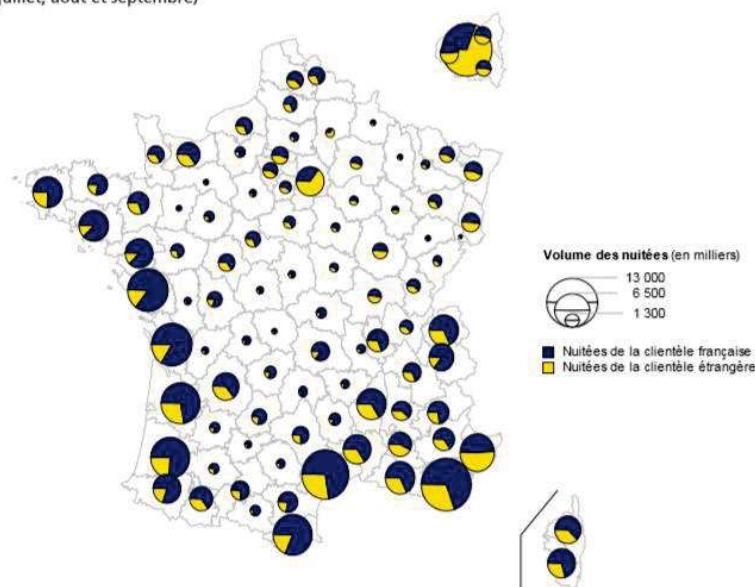 juillet, août et septembre)
Volume des nuitées (en milliers)
13 000
6 500
1 300
Nuitées de la clientèle française
Nuitées de la clientèle étrangère